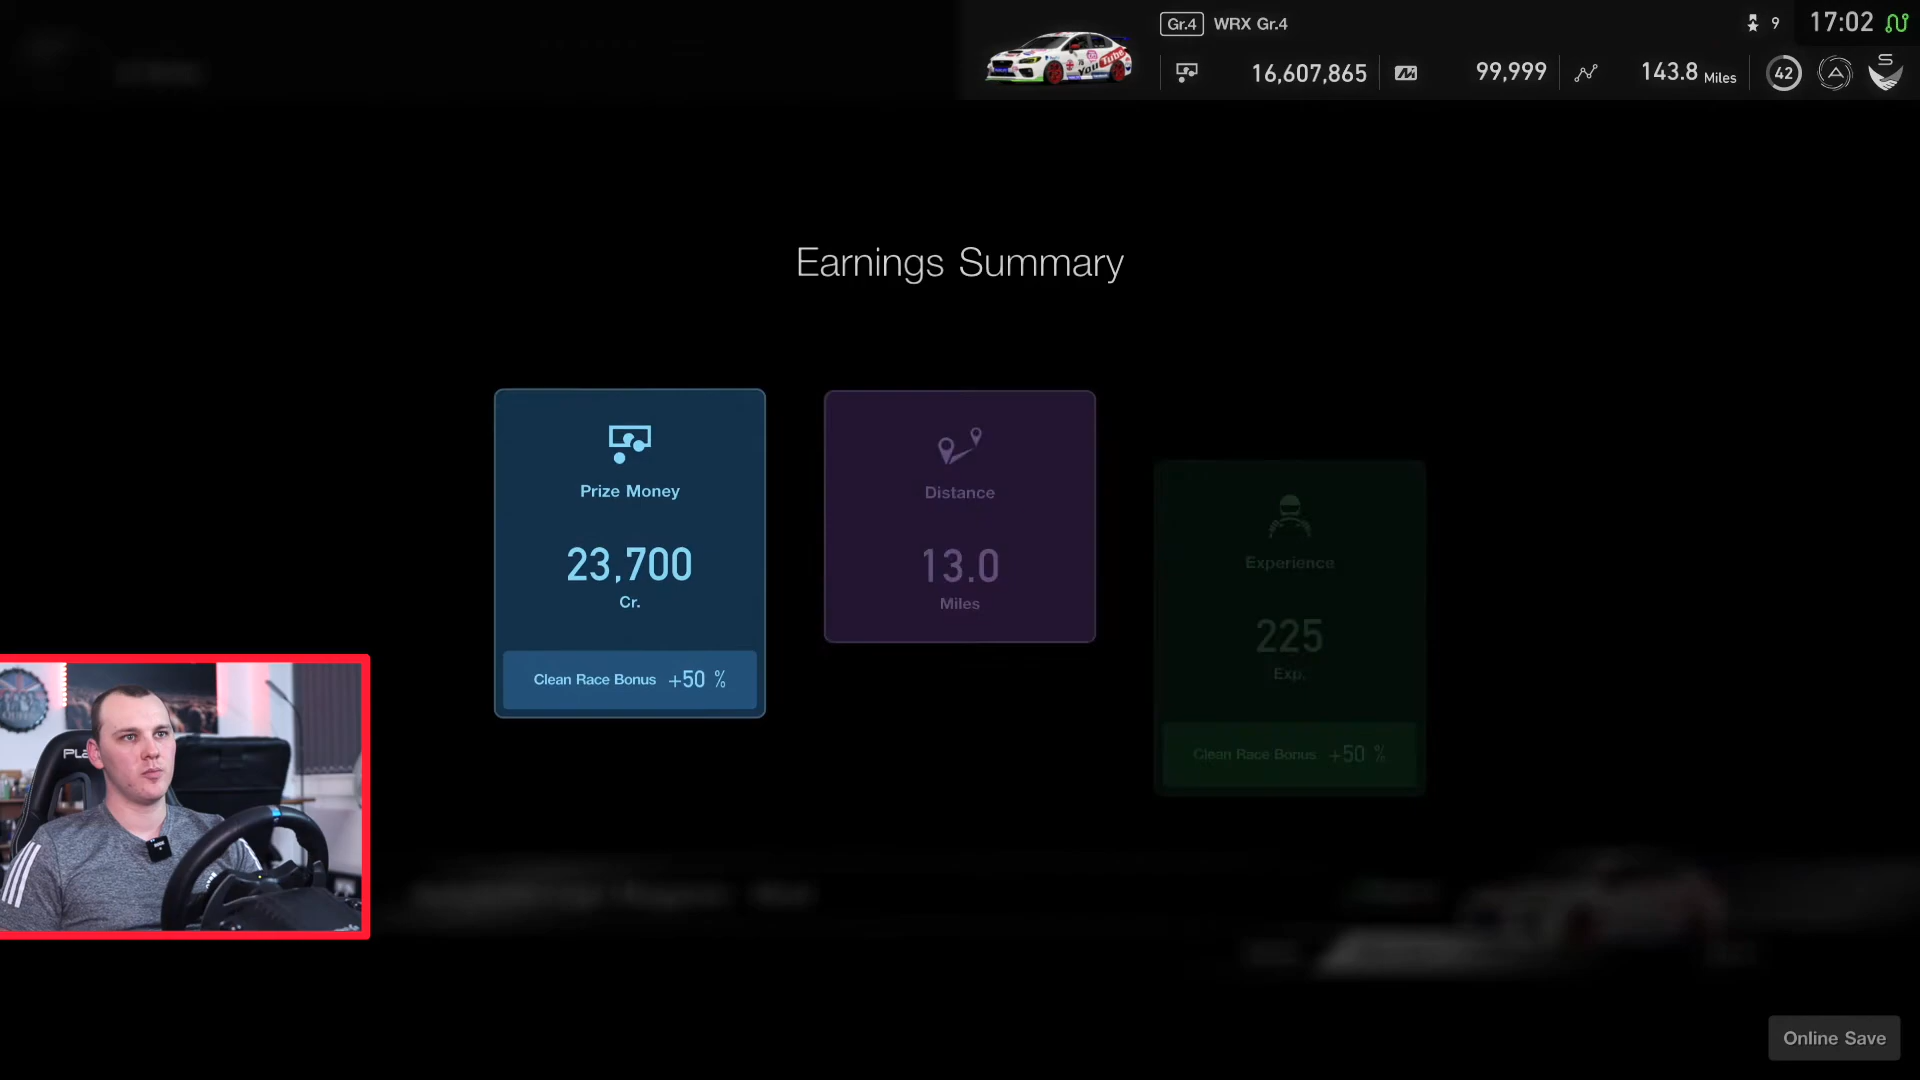 Gr.4 WRX Gr.4
9
17:02
16,607,865
99,999
143.8 Miles
42
A
S
YouTube
Earnings Summary
Prize Money
23,700
Cr.
Clean Race Bonus +50 %
Distance
13.0
Miles
Experience
225
Exp.
Clean Race Bonus +50 %
Online Save